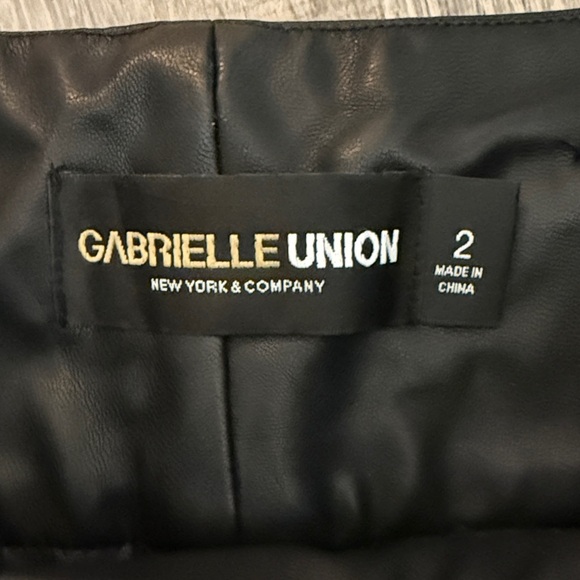 GABRIELLE UNION
NEW YORK & COMPANY
2
MADE IN
CHINA